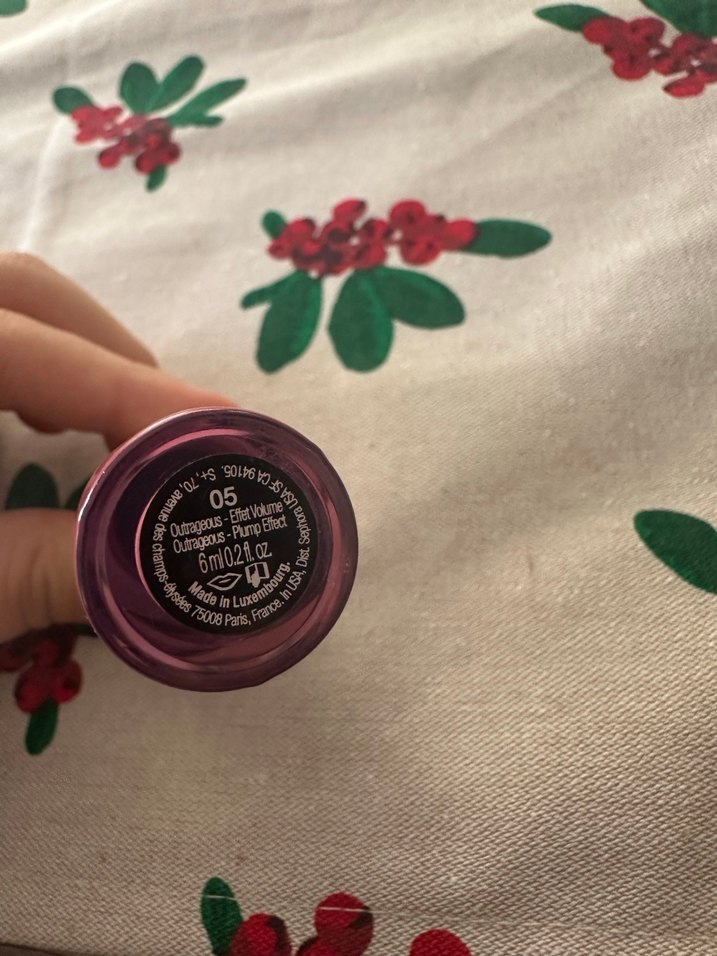 05
Outrageous - Effet Volume
Outrageous - Plump Effect
6 ml 0.2 fl. oz.
Made in Luxembourg.
S+, 70, avenue des champs-élysées 75008 Paris, France. In USA, Dist. Sephora USA SF CA 94105.